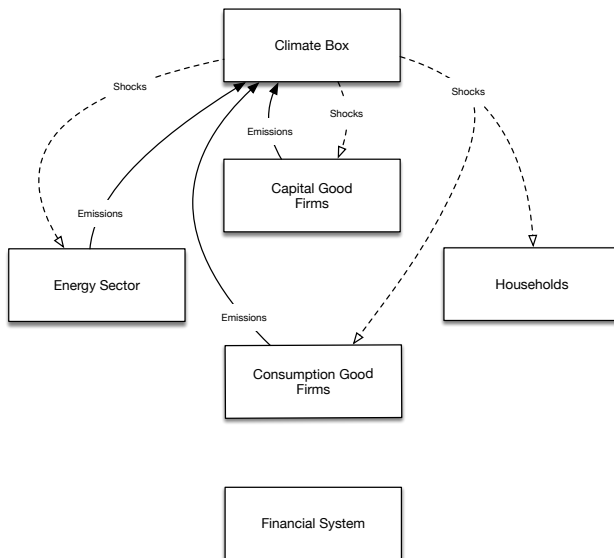 Climate Box
Shocks
Shocks
Shocks
Emissions
Capital Good
Firms
Emissions
Energy Sector
Households
Emissions
Consumption Good
Firms
Financial System